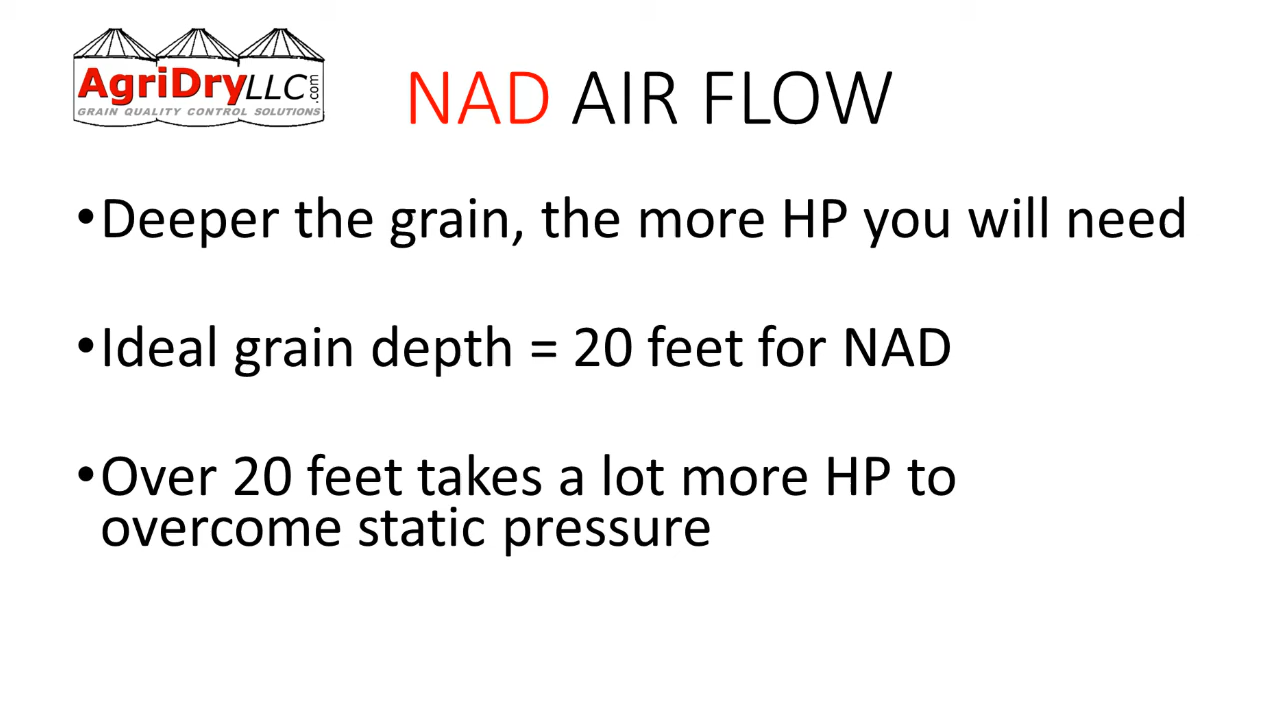 AgriDryLLC.com
GRAIN QUALITY CONTROL SOLUTIONS
NAD AIR FLOW
•Deeper the grain, the more HP you will need
•Ideal grain depth = 20 feet for NAD
•Over 20 feet takes a lot more HP to
overcome static pressure